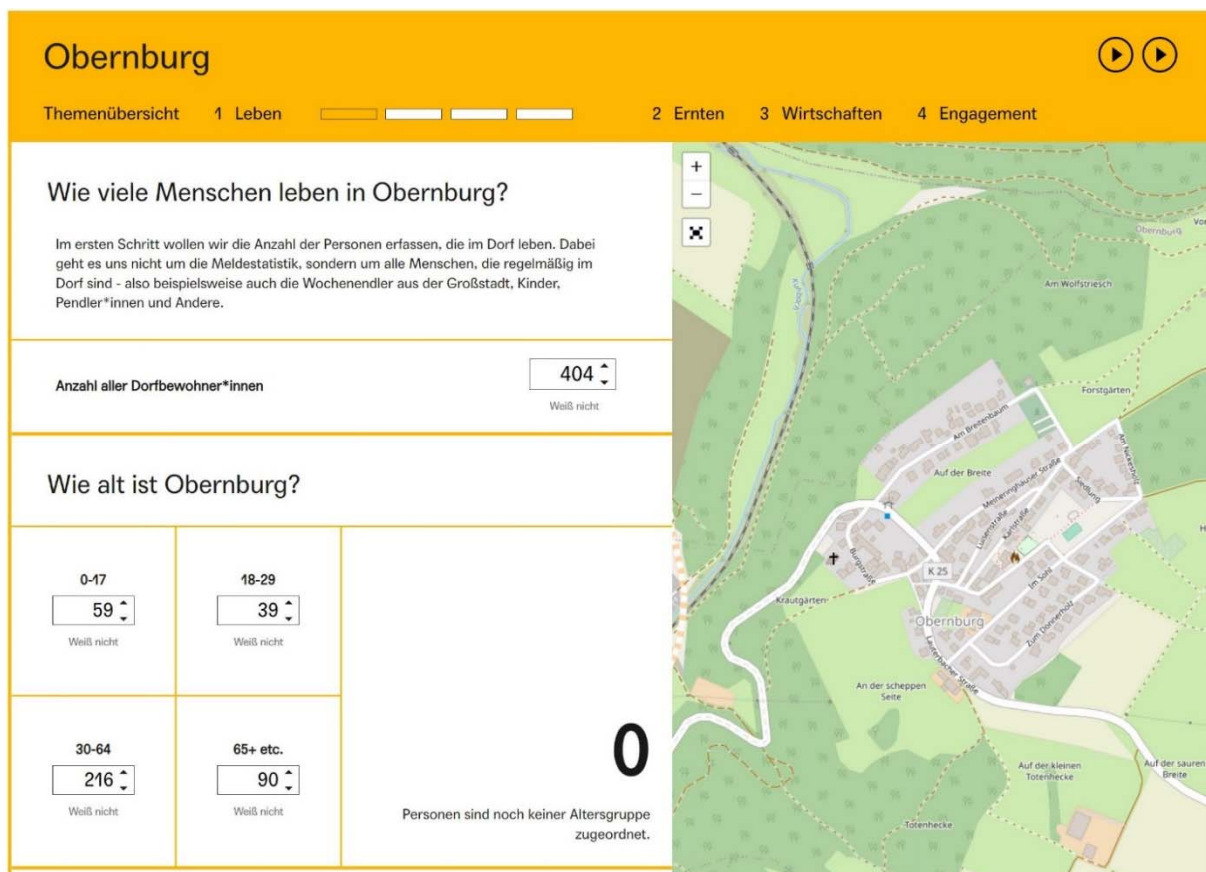 Obernburg
Themenübersicht 1 Leben 2 Ernten 3 Wirtschaften 4 Engagement
Wie viele Menschen leben in Obernburg?
Im ersten Schritt wollen wir die Anzahl der Personen erfassen, die im Dorf leben. Dabei
geht es uns nicht um die Meldestatistik, sondern um alle Menschen, die regelmäßig im
Dorf sind - also beispielsweise auch die Wochenendler aus der Großstadt, Kinder,
Pendler*innen und Andere.
Anzahl aller Dorfbewohner*innen
404
Weiß nicht
Wie alt ist Obernburg?
0-17
59
Weiß nicht
18-29
39
Weiß nicht
30-64
216
Weiß nicht
65+ etc.
90
Weiß nicht
0
Personen sind noch keiner Altersgruppe
zugeordnet.
+
−
Obernburg
Am Wolfstriesch
Kuhbach
Forstgärten
Am Breitenbaum
Am Nickesholz
Auf der Breite
Meineringhäuser Straße
Siedlung
Luisenstraße
Karlstraße
Burgstraße
K 25
Im Sohl
Krautgärten
Obernburg
Zum Donnerholz
Lauterbacher Straße
An der scheppen
Seite
Auf der kleinen
Totenhecke
Auf der sauren
Breite
Totenhecke